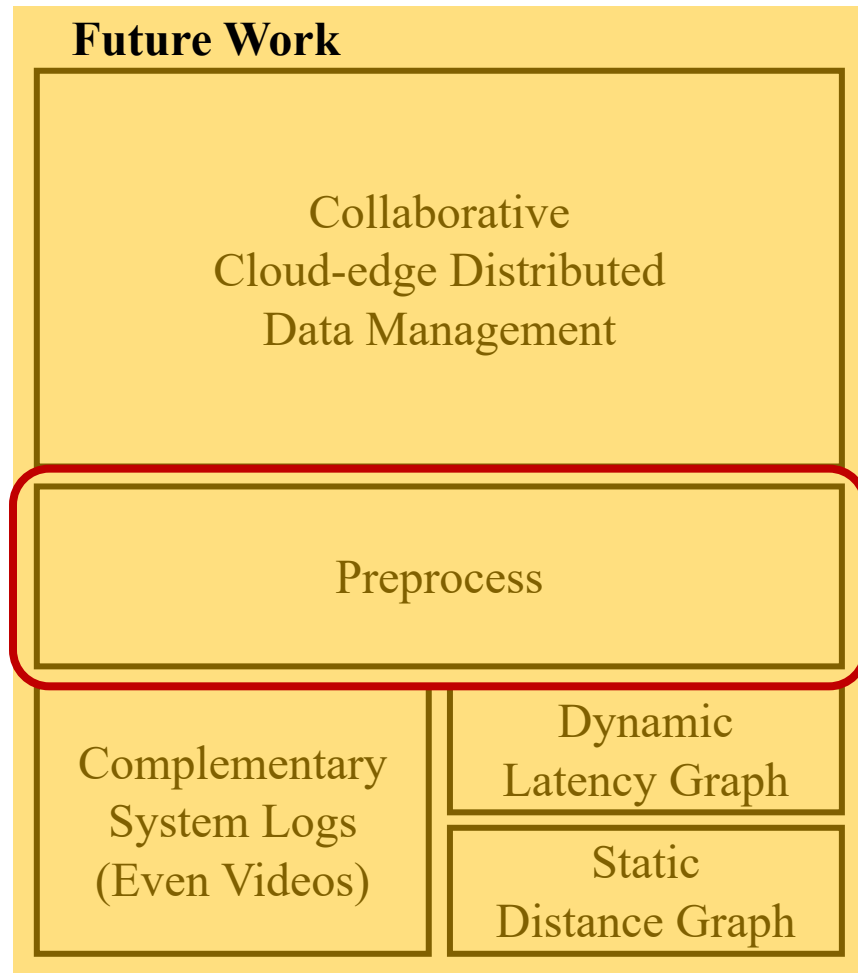 Future Work
Collaborative
Cloud-edge Distributed
Data Management
Preprocess
Complementary
System Logs
(Even Videos)
Dynamic
Latency Graph
Static
Distance Graph